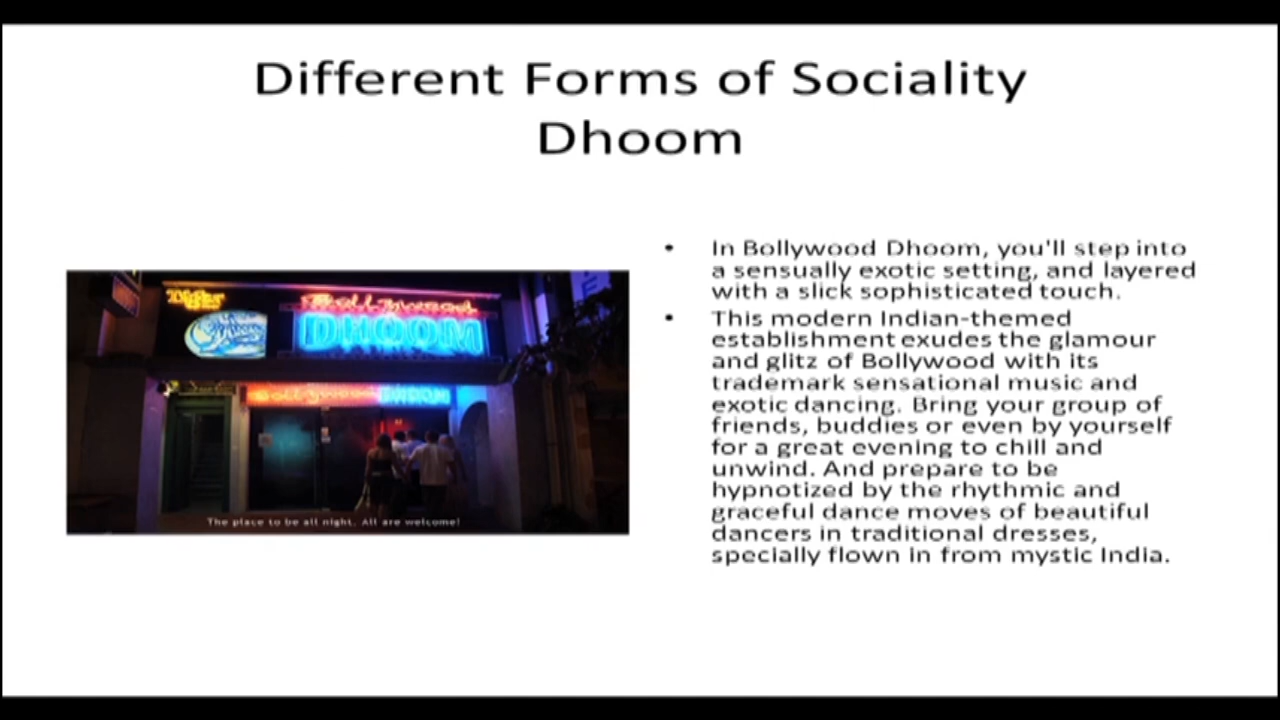 Different Forms of Sociality
Dhoom
• In Bollywood Dhoom, you'll step into
a sensually exotic setting, and layered
with a slick sophisticated touch.
• This modern Indian-themed
establishment exudes the glamour
and glitz of Bollywood with its
trademark sensational music and
exotic dancing. Bring your group of
friends, buddies or even by yourself
for a great evening to chill and
unwind. And prepare to be
hypnotized by the rhythmic and
graceful dance moves of beautiful
dancers in traditional dresses,
specially flown in from mystic India.
Tiger
Bollywood
DHOOM
Bollywood DHOOM
The place to be all night. All are welcome!